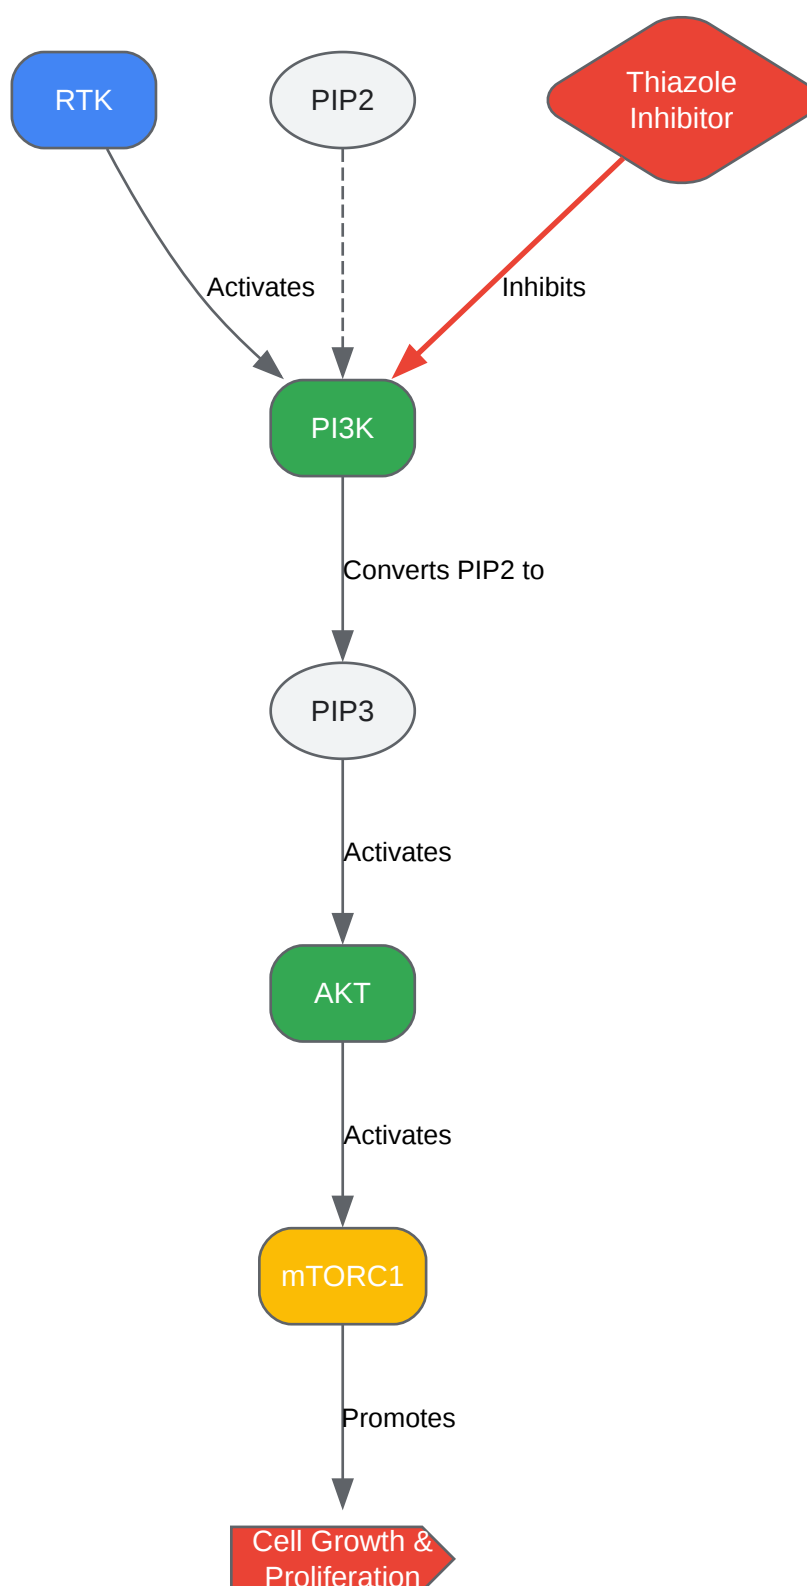 RTK
PIP2
Thiazole
Inhibitor
Activates
Inhibits
PI3K
Converts PIP2 to
PIP3
Activates
AKT
Activates
mTORC1
Promotes
Cell Growth &
Proliferation